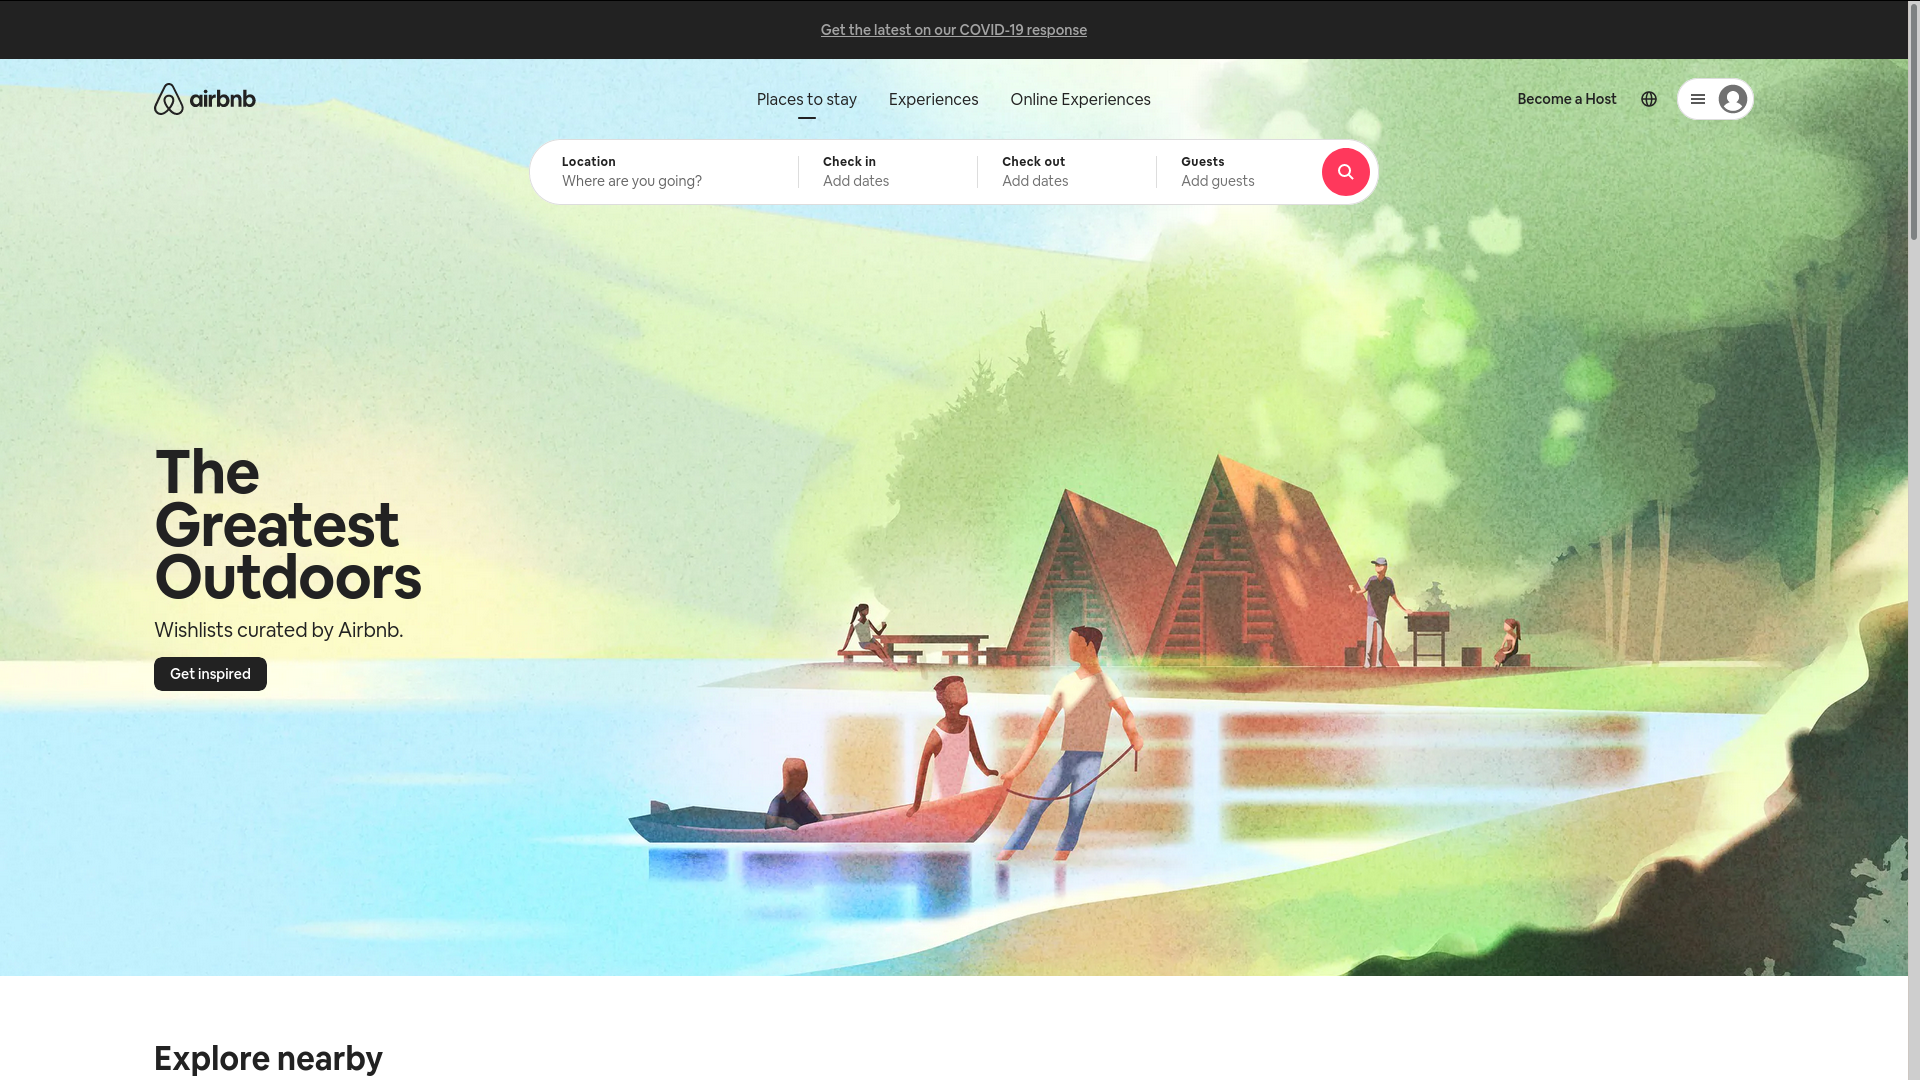 Get the latest on our COVID-19 response
airbnb
Places to stay
Experiences
Online Experiences
Become a Host
Location
Where are you going?
Check in
Add dates
Check out
Add dates
Guests
Add guests
The
Greatest
Outdoors
Wishlists curated by Airbnb.
Get inspired
Explore nearby